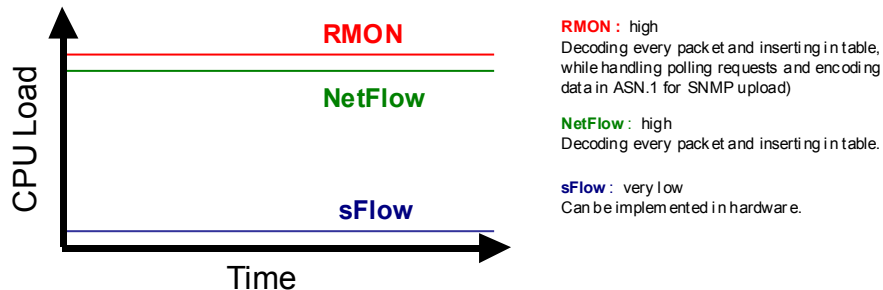 RMON
NetFlow
sFlow
CPU Load
Time
RMON : high
Decoding every packet and inserting in table,
while handling polling requests and encoding
data in ASN.1 for SNMP upload)
NetFlow : high
Decoding every packet and inserting in table.
sFlow : very low
Can be implemented in hardware.